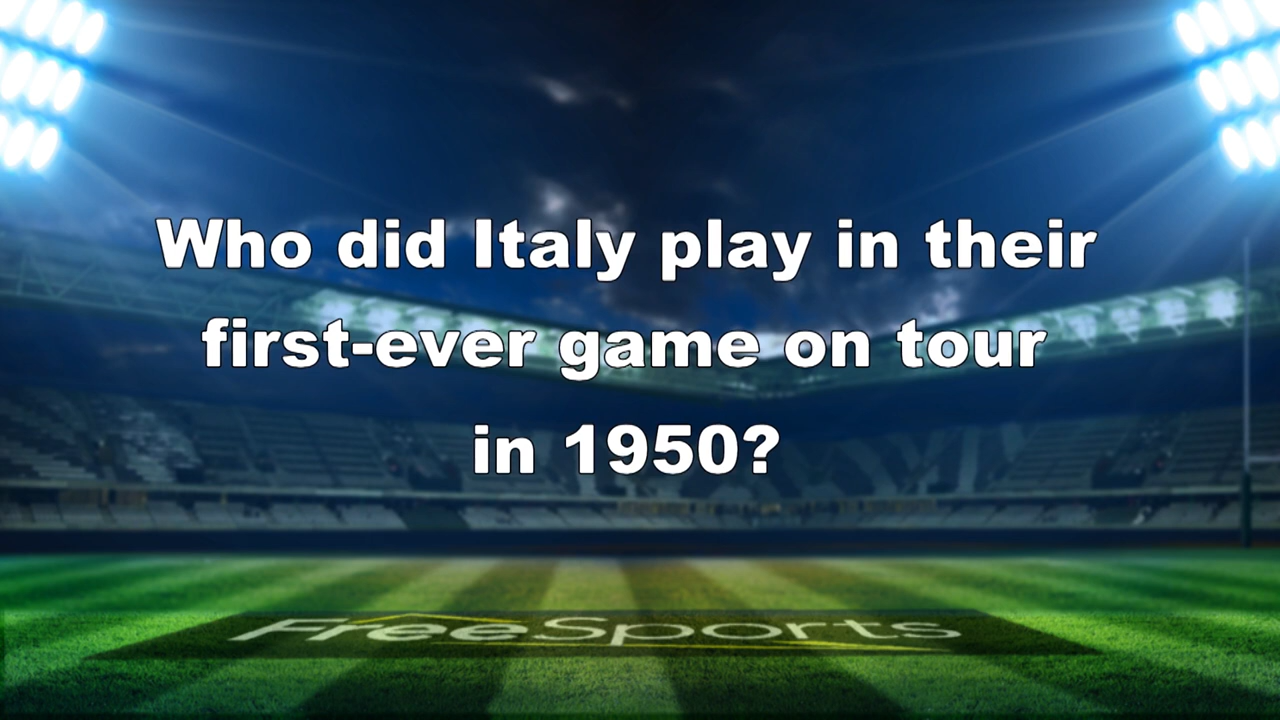 Who did Italy play in their
first-ever game on tour
in 1950?
FreeSports